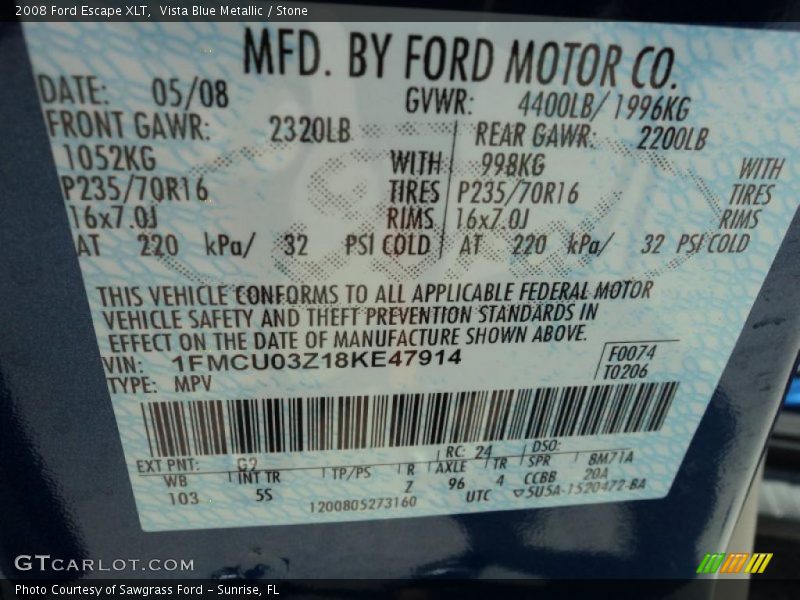 2008 Ford Escape XLT, Vista Blue Metallic / Stone
MFD. BY FORD MOTOR CO.
DATE: 05/08 GVWR: 4400LB/1996KG
FRONT GAWR: 2320LB REAR GAWR: 2200LB
1052KG WITH 998KG WITH
P235/70R16 TIRES P235/70R16 TIRES
16x7.0J RIMS 16x7.0J RIMS
AT 220 kPa/ 32 PSI COLD AT 220 kPa/ 32 PSI COLD
THIS VEHICLE CONFORMS TO ALL APPLICABLE FEDERAL MOTOR
VEHICLE SAFETY AND THEFT PREVENTION STANDARDS IN
EFFECT ON THE DATE OF MANUFACTURE SHOWN ABOVE.
VIN: 1FMCU03Z18KE47914 F0074
TYPE: MPV T0206
EXT PNT: G2 RC: 24 DSO:
WB INT TR TP/PS R AXLE TR SPR 8M71A
103 5S Z 96 4 CCBB 20A
1200805273160 UTC ▽5U5A-1520472-BA
GTCARLOT.COM
Photo Courtesy of Sawgrass Ford - Sunrise, FL